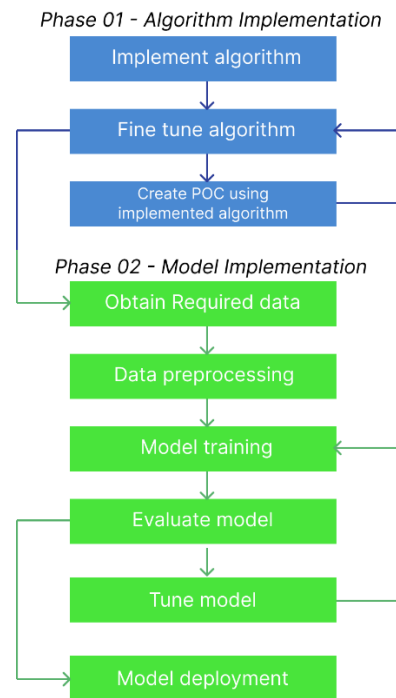 Phase 01 - Algorithm Implementation
Implement algorithm
Fine tune algorithm
Create POC using
implemented algorithm
Phase 02 - Model Implementation
Obtain Required data
Data preprocessing
Model training
Evaluate model
Tune model
Model deployment